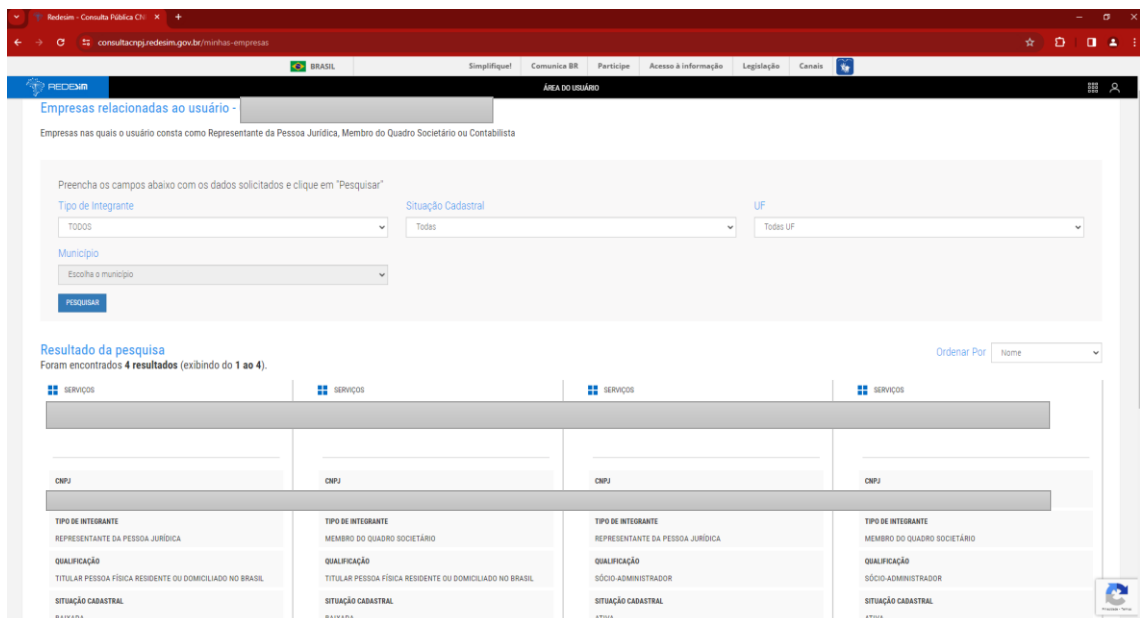 Redesim - Consulta Pública CN
consultacnpj.redesim.gov.br/minhas-empresas
BRASIL Simplifique! Comunica BR Participe Acesso à informação Legislação Canais
REDESIM ÁREA DO USUÁRIO
Empresas relacionadas ao usuário -
Empresas nas quais o usuário consta como Representante da Pessoa Jurídica, Membro do Quadro Societário ou Contabilista
Preencha os campos abaixo com os dados solicitados e clique em "Pesquisar"
Tipo de Integrante Situação Cadastral UF
TODOS Todas Todas UF
Município
Escolha o município
PESQUISAR
Resultado da pesquisa
Ordenar Por Nome
Foram encontrados 4 resultados (exibindo do 1 ao 4).
SERVIÇOS SERVIÇOS SERVIÇOS SERVIÇOS
CNPJ CNPJ CNPJ CNPJ
TIPO DE INTEGRANTE TIPO DE INTEGRANTE TIPO DE INTEGRANTE TIPO DE INTEGRANTE
REPRESENTANTE DA PESSOA JURÍDICA MEMBRO DO QUADRO SOCIETÁRIO REPRESENTANTE DA PESSOA JURÍDICA MEMBRO DO QUADRO SOCIETÁRIO
QUALIFICAÇÃO QUALIFICAÇÃO QUALIFICAÇÃO QUALIFICAÇÃO
TITULAR PESSOA FÍSICA RESIDENTE OU DOMICILIADO NO BRASIL TITULAR PESSOA FÍSICA RESIDENTE OU DOMICILIADO NO BRASIL SÓCIO-ADMINISTRADOR SÓCIO-ADMINISTRADOR
SITUAÇÃO CADASTRAL SITUAÇÃO CADASTRAL SITUAÇÃO CADASTRAL SITUAÇÃO CADASTRAL